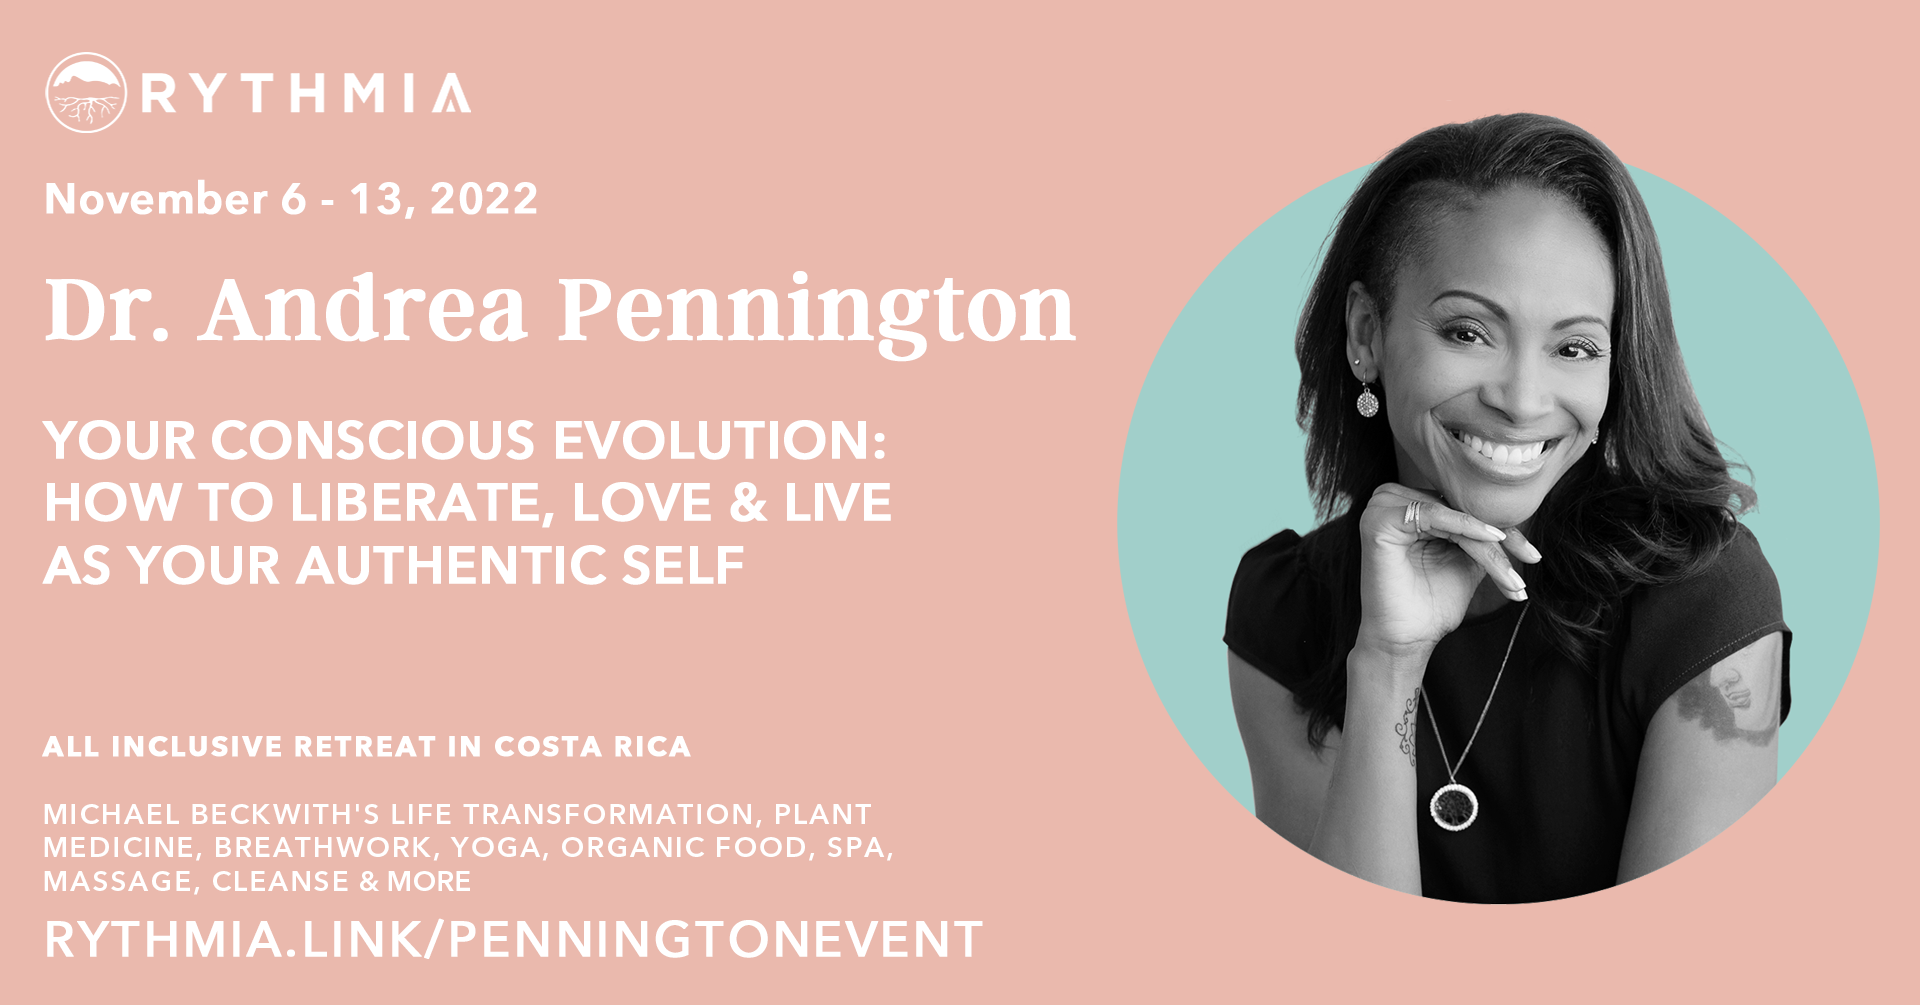 RYTHMIA
November 6 - 13, 2022
Dr. Andrea Pennington
YOUR CONSCIOUS EVOLUTION:
HOW TO LIBERATE, LOVE & LIVE
AS YOUR AUTHENTIC SELF
ALL INCLUSIVE RETREAT IN COSTA RICA
MICHAEL BECKWITH'S LIFE TRANSFORMATION, PLANT
MEDICINE, BREATHWORK, YOGA, ORGANIC FOOD, SPA,
MASSAGE, CLEANSE & MORE
RYTHMIA.LINK/PENNINGTONEVENT